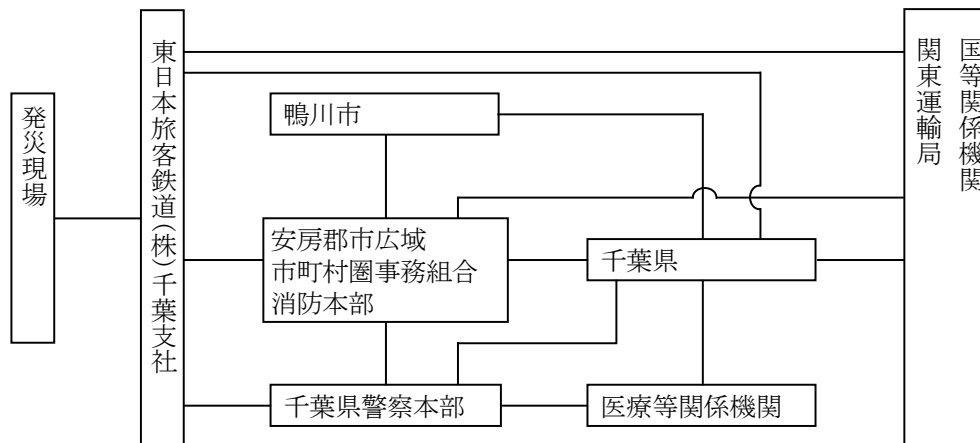 発災現場
東日本旅客鉄道(株)千葉支社
鴨川市
安房郡市広域
市町村圏事務組合
消防本部
千葉県警察本部
千葉県
医療等関係機関
国等関係機関
関東運輸局